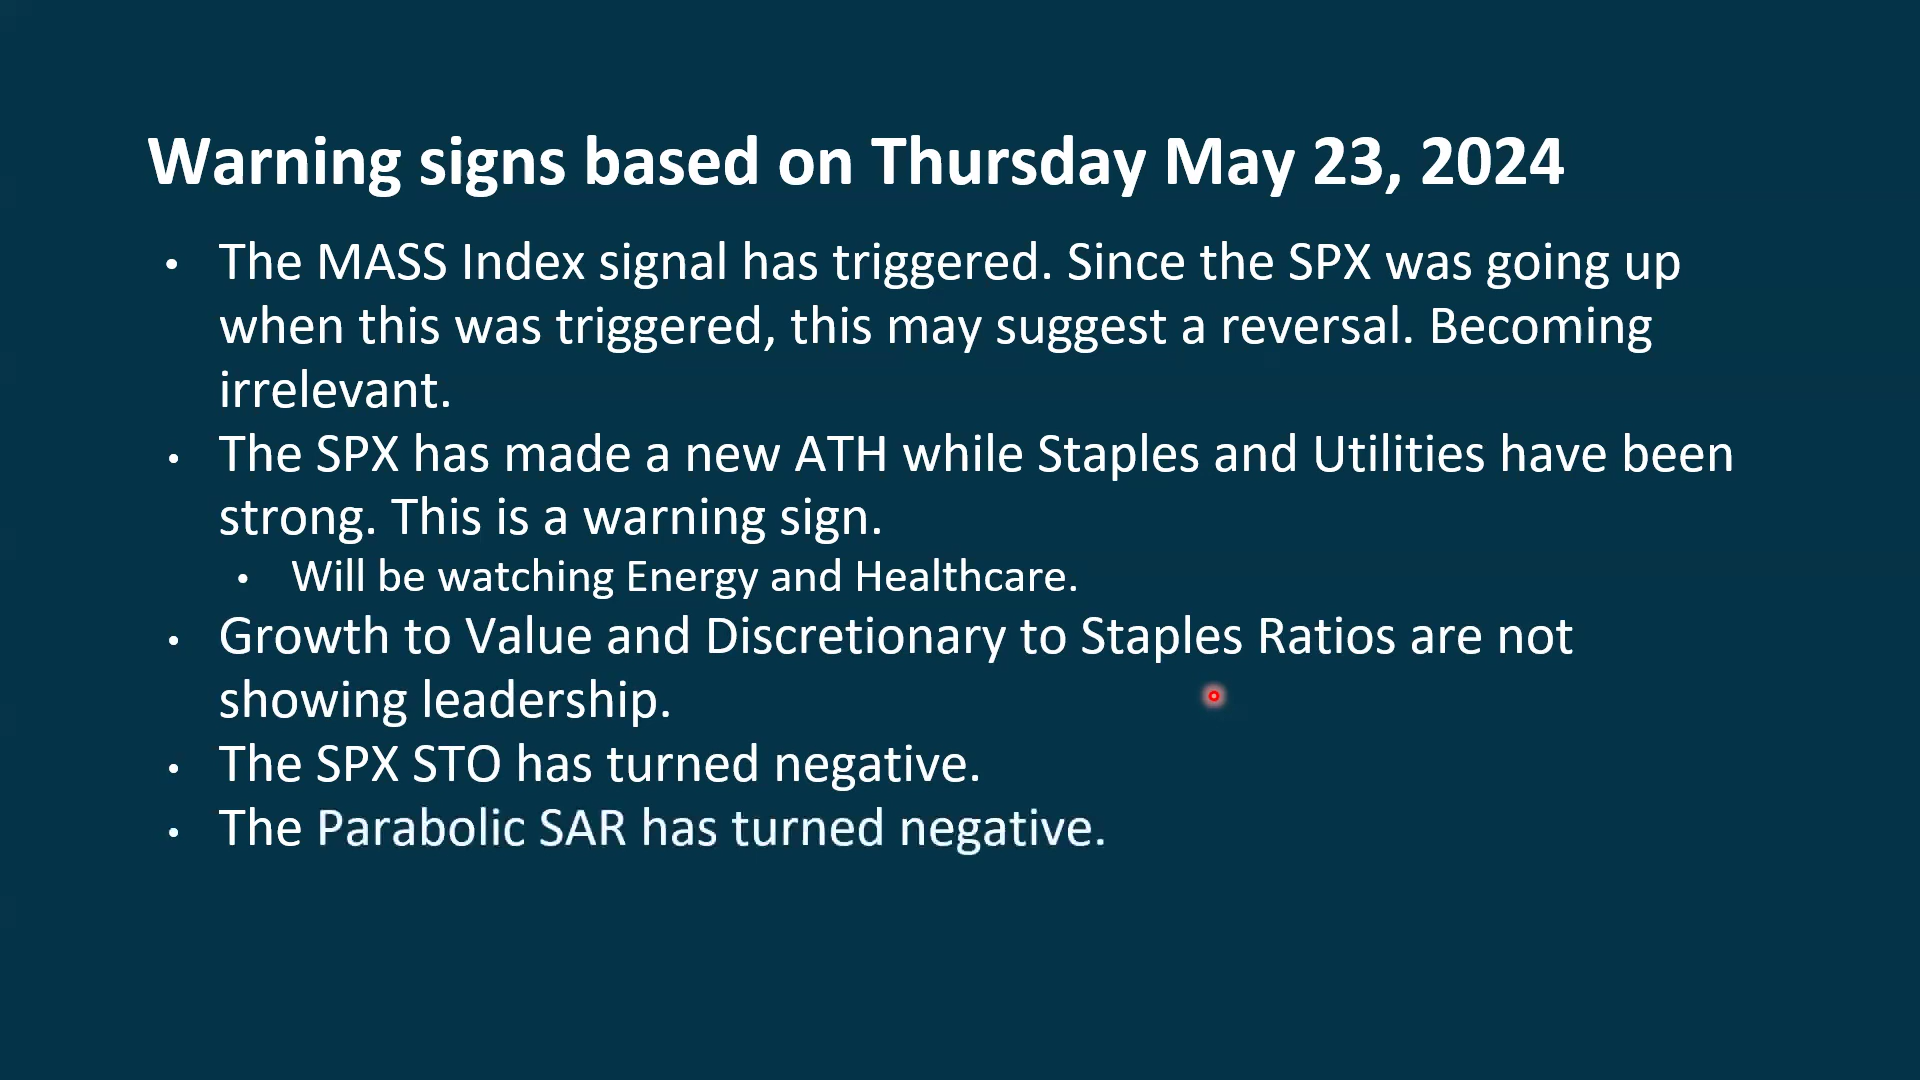 Warning signs based on Thursday May 23, 2024
• The MASS Index signal has triggered. Since the SPX was going up
when this was triggered, this may suggest a reversal. Becoming
irrelevant.
• The SPX has made a new ATH while Staples and Utilities have been
strong. This is a warning sign.
• Will be watching Energy and Healthcare.
• Growth to Value and Discretionary to Staples Ratios are not
showing leadership.
• The SPX STO has turned negative.
• The Parabolic SAR has turned negative.